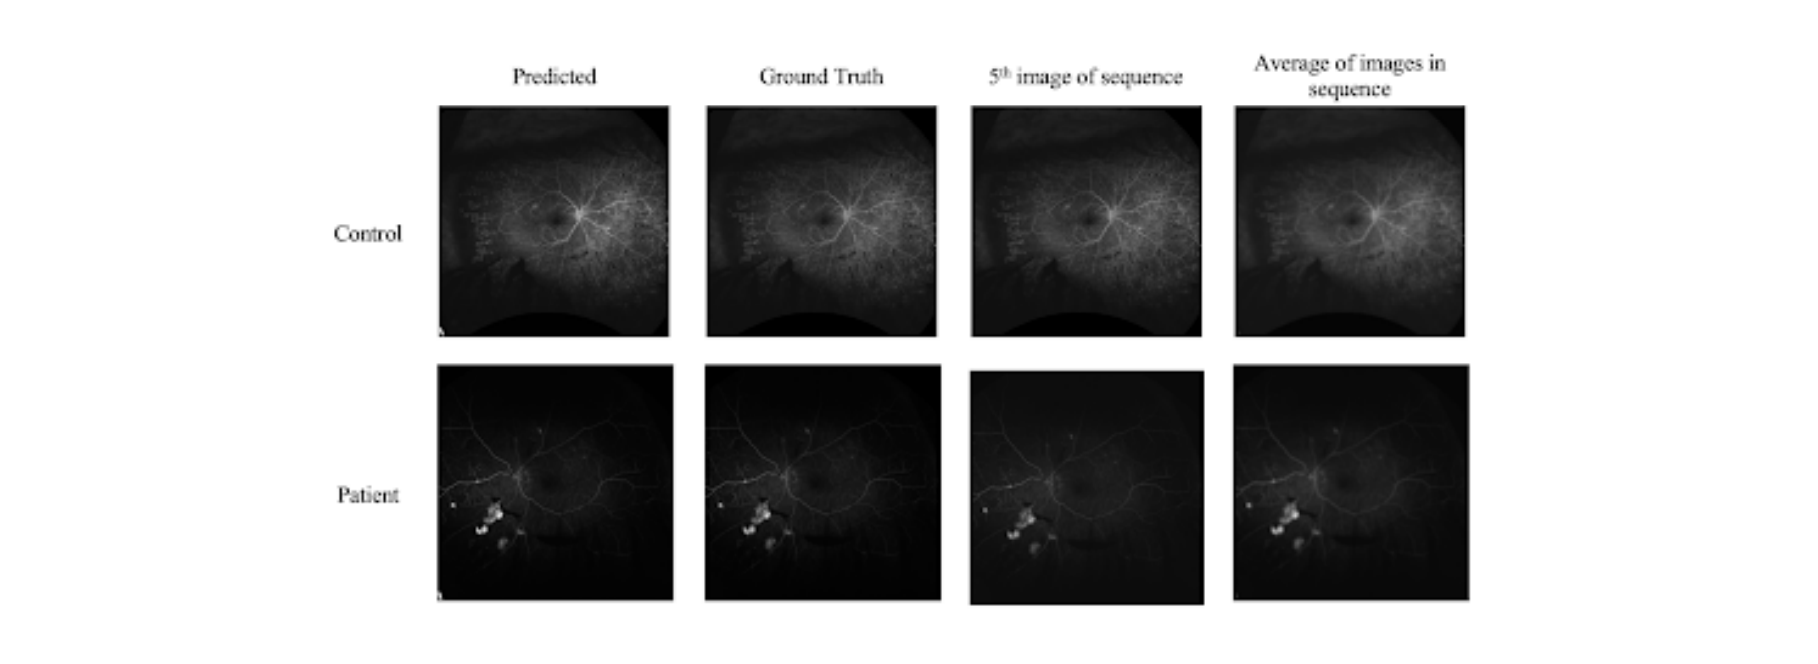 Predicted
Ground Truth
5th image of sequence
Average of images in
sequence
Control
Patient